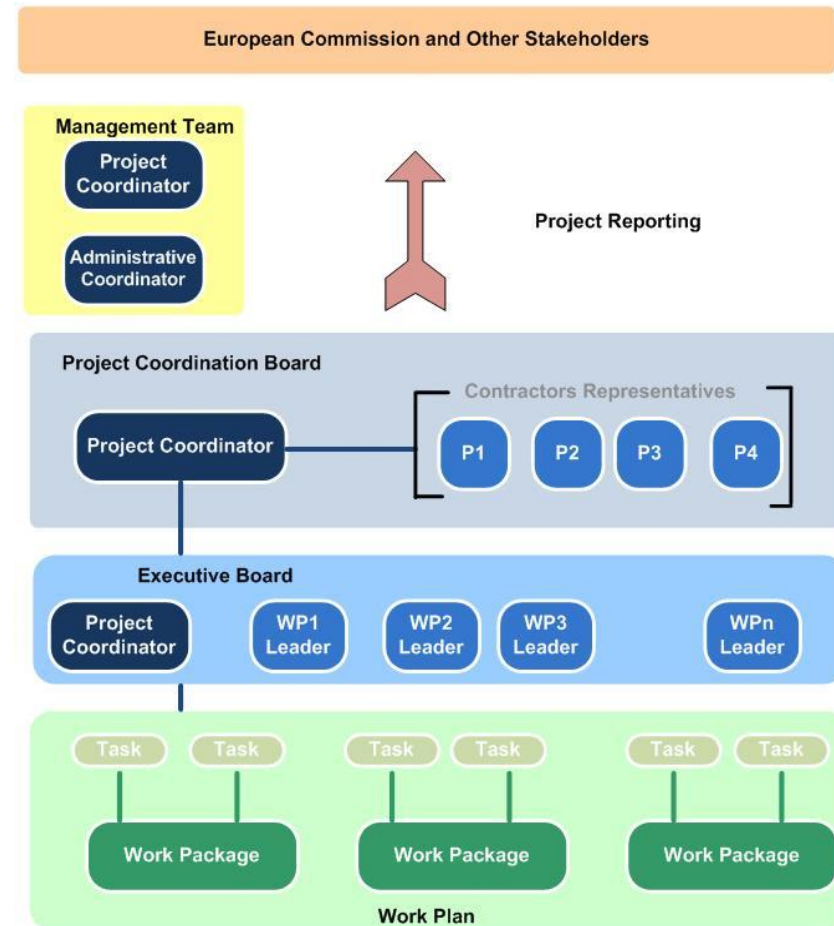 European Commission and Other Stakeholders
Management Team
Project
Coordinator
Administrative
Coordinator
Project Reporting
Project Coordination Board
Contractors Representatives
Project Coordinator
P1
P2
P3
P4
Executive Board
Project
Coordinator
WP1
Leader
WP2
Leader
WP3
Leader
WPn
Leader
Task
Task
Task
Task
Task
Task
Work Package
Work Package
Work Package
Work Plan